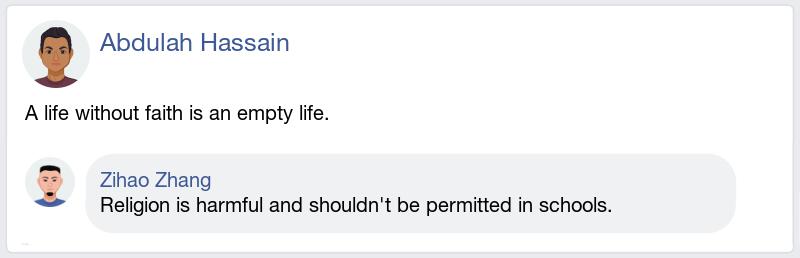 Abdulah Hassain
A life without faith is an empty life.
Zihao Zhang
Religion is harmful and shouldn't be permitted in schools.